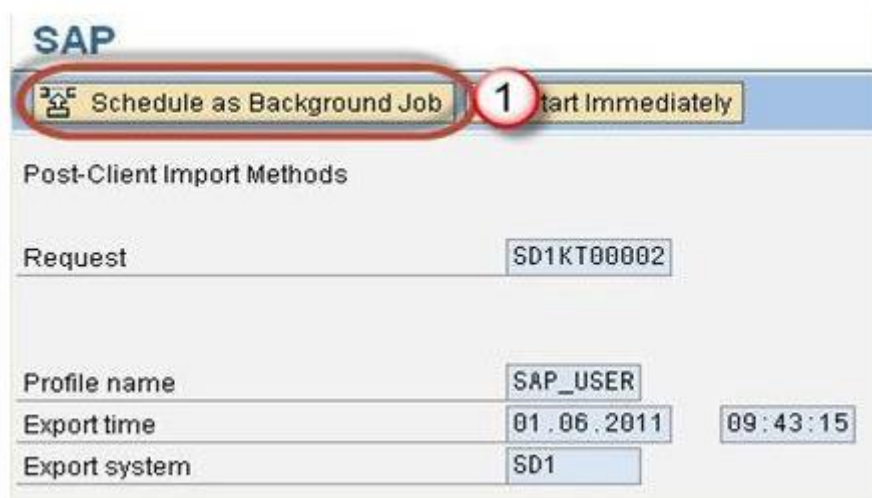 SAP
Schedule as Background Job 1 tart Immediately
Post-Client Import Methods
Request SD1KT00002
Profile name SAP_USER
Export time 01.06.2011 09:43:15
Export system SD1